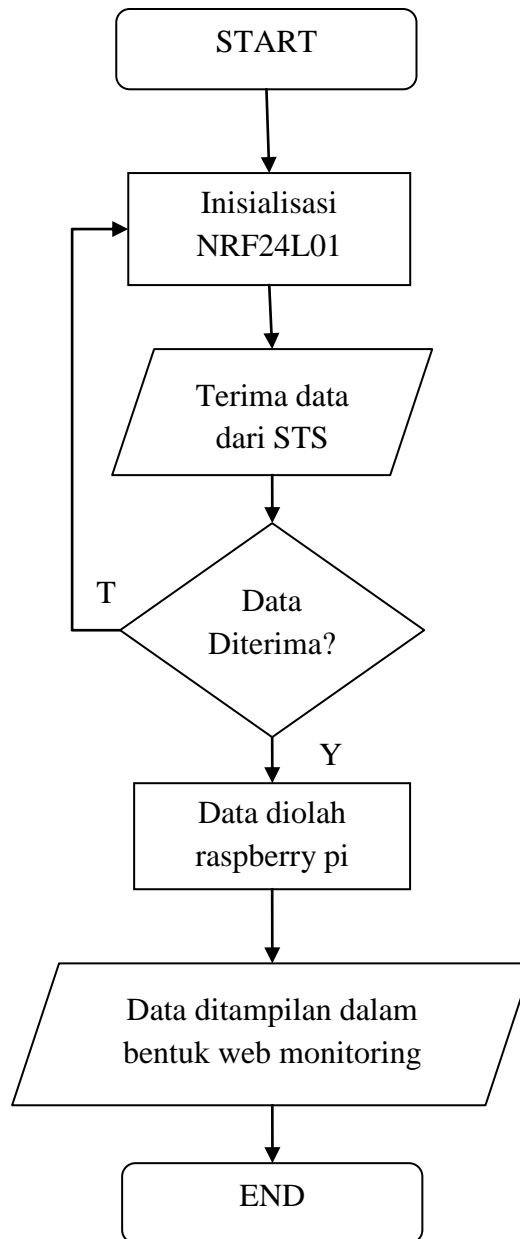 START
Inisialisasi
NRF24L01
Terima data
dari STS
T
Data
Diterima?
Y
Data diolah
raspberry pi
Data ditampilan dalam
bentuk web monitoring
END